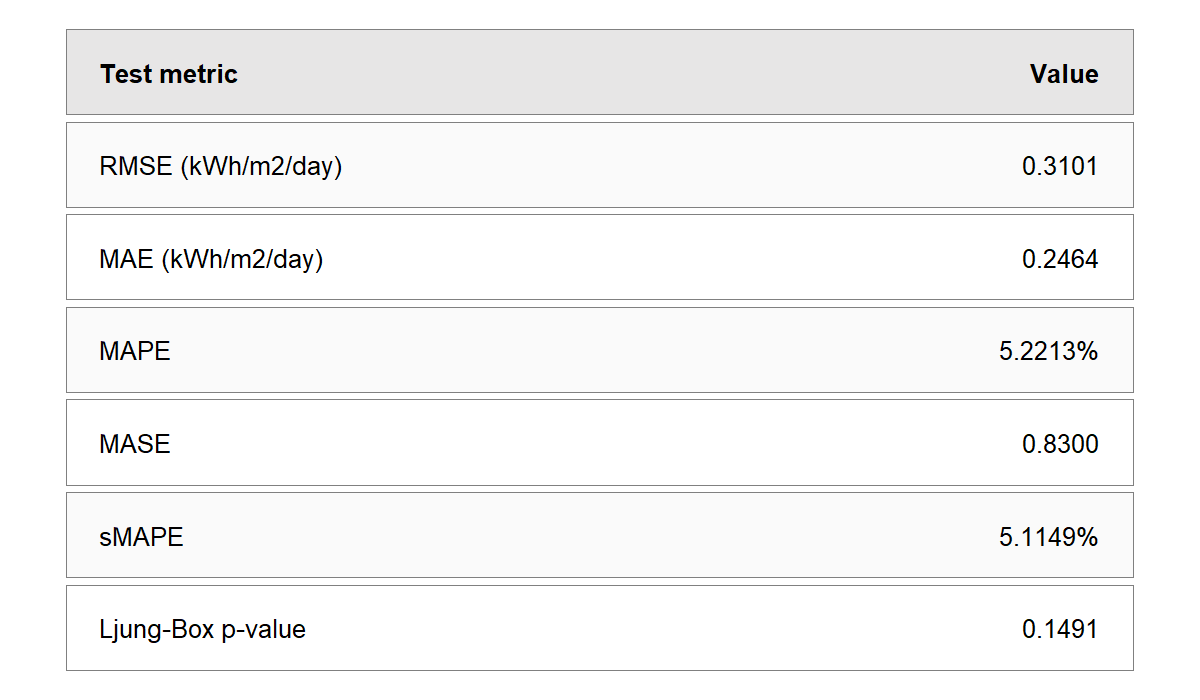 Test metric Value
RMSE (kWh/m2/day) 0.3101
MAE (kWh/m2/day) 0.2464
MAPE 5.2213%
MASE 0.8300
sMAPE 5.1149%
Ljung-Box p-value 0.1491